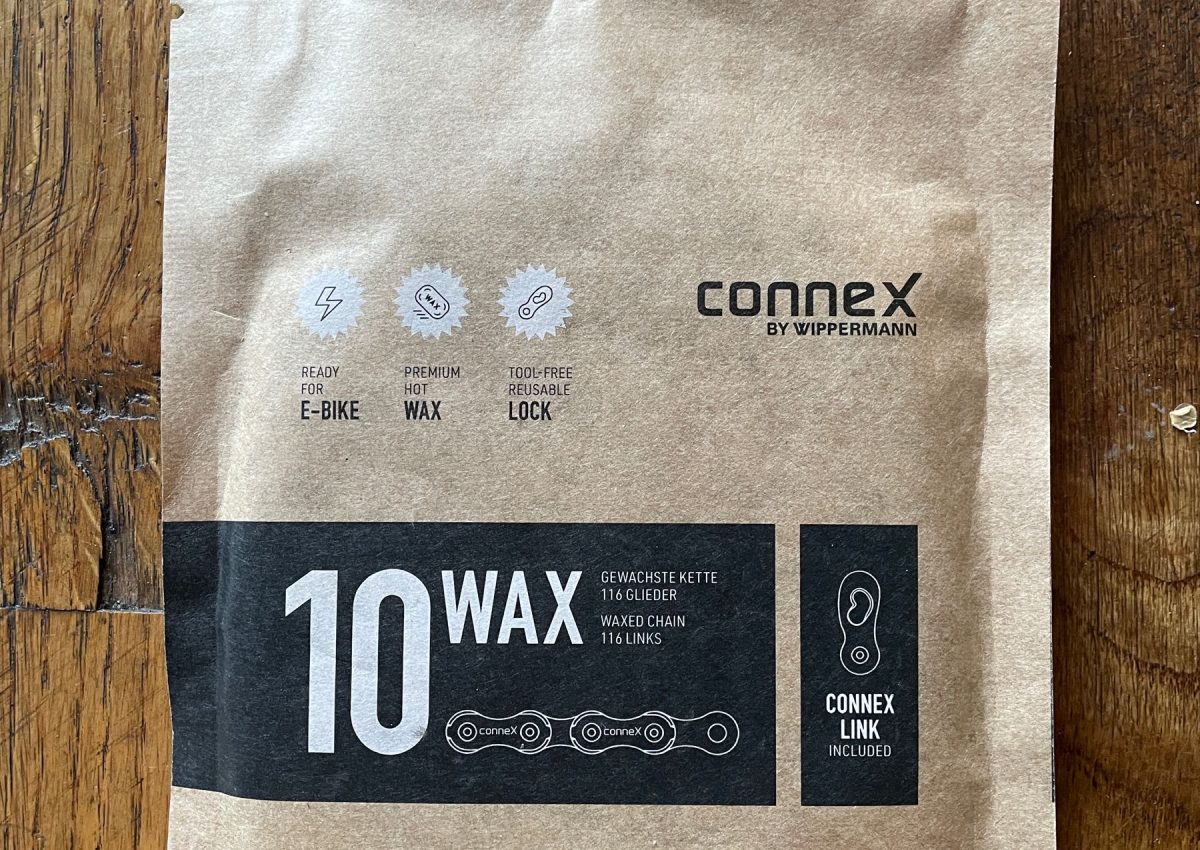 conneX
BY WIPPERMANN
WAX
READY
FOR
E-BIKE
PREMIUM
HOT
WAX
TOOL-FREE
REUSABLE
LOCK
10 WAX
GEWACHSTE KETTE
116 GLIEDER
WAXED CHAIN
116 LINKS
conneX conneX
CONNEX
LINK
INCLUDED